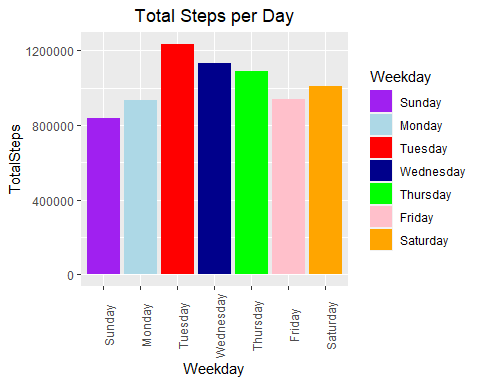 Total Steps per Day
TotalSteps
1200000
800000
400000
0
Sunday
Monday
Tuesday
Wednesday
Thursday
Friday
Saturday
Weekday
Weekday
Sunday
Monday
Tuesday
Wednesday
Thursday
Friday
Saturday